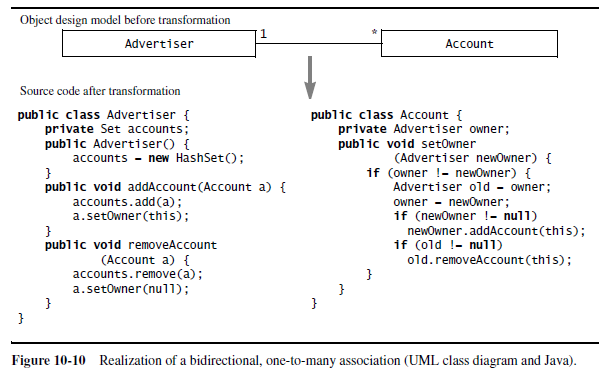 Object design model before transformation
1
*
Advertiser
Account
Source code after transformation
public class Advertiser {
private Set accounts;
public Advertiser() {
accounts = new HashSet();
}
public void addAccount(Account a) {
accounts.add(a);
a.setOwner(this);
}
public void removeAccount
(Account a) {
accounts.remove(a);
a.setOwner(null);
}
}
public class Account {
private Advertiser owner;
public void setOwner
(Advertiser newOwner) {
if (owner != newOwner) {
Advertiser old = owner;
owner = newOwner;
if (newOwner != null)
newOwner.addAccount(this);
if (old != null)
old.removeAccount(this);
}
}
}
Figure 10-10 Realization of a bidirectional, one-to-many association (UML class diagram and Java).